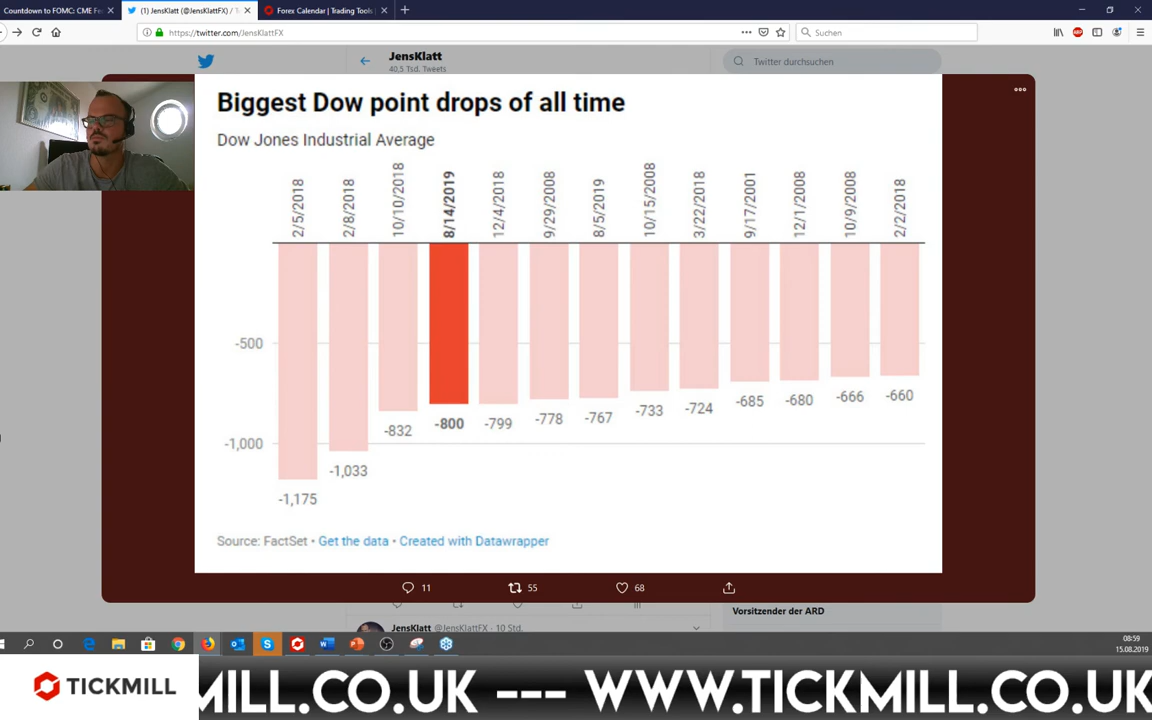 Countdown to FOMC: CME Fe
(1) JensKlatt (@JensKlattFX) / T
Forex Calendar | Trading Tools |
https://twitter.com/JensKlattFX
Suchen
JensKlatt
40,5 Tsd. Tweets
Twitter durchsuchen
Biggest Dow point drops of all time
Dow Jones Industrial Average
2/5/2018
2/8/2018
10/10/2018
8/14/2019
12/4/2018
9/29/2008
8/5/2019
10/15/2008
3/22/2018
9/17/2001
12/1/2008
10/9/2008
2/2/2018
-500
-1,000
-1,175
-1,033
-832
-800
-799
-778
-767
-733
-724
-685
-680
-666
-660
Source: FactSet • Get the data • Created with Datawrapper
11
55
68
JensKlatt @JensKlattFX · 10 Std.
Vorsitzender der ARD
08:59
15.08.2019
TICKMILL
MILL.CO.UK --- WWW.TICKMILL.CO.UK